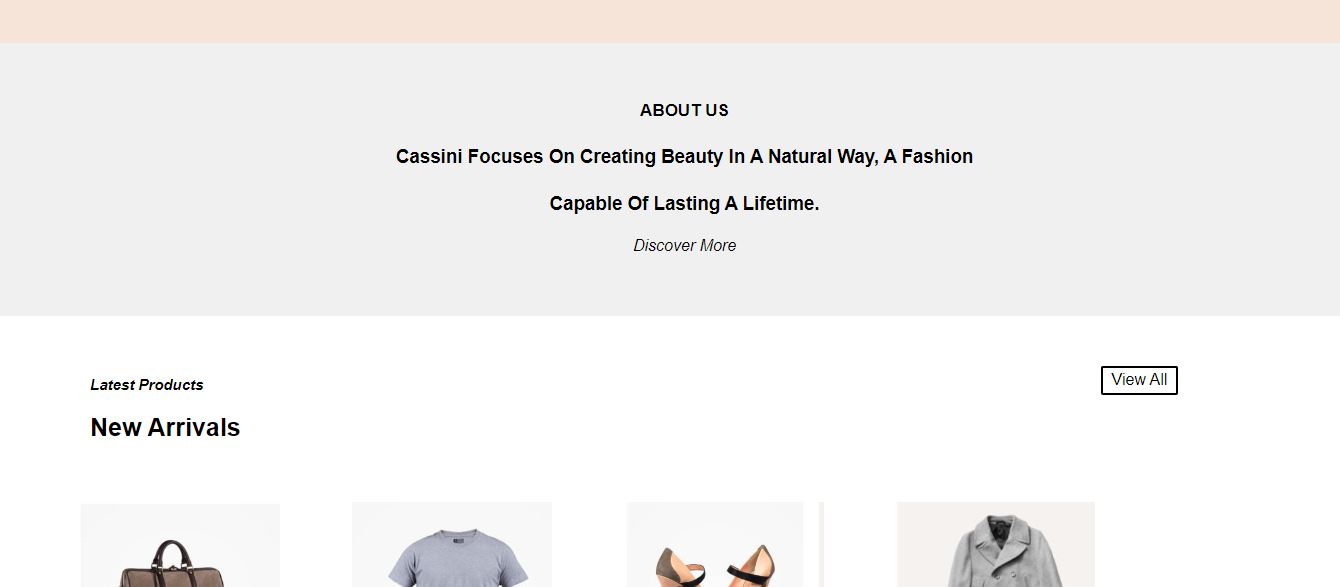 ABOUT US
Cassini Focuses On Creating Beauty In A Natural Way, A Fashion
Capable Of Lasting A Lifetime.
Discover More
Latest Products
View All
New Arrivals